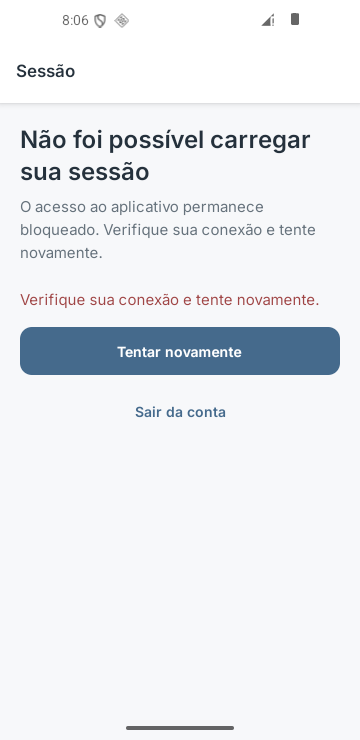 8:06
Sessão
Não foi possível carregar
sua sessão
O acesso ao aplicativo permanece
bloqueado. Verifique sua conexão e tente
novamente.
Verifique sua conexão e tente novamente.
Tentar novamente
Sair da conta